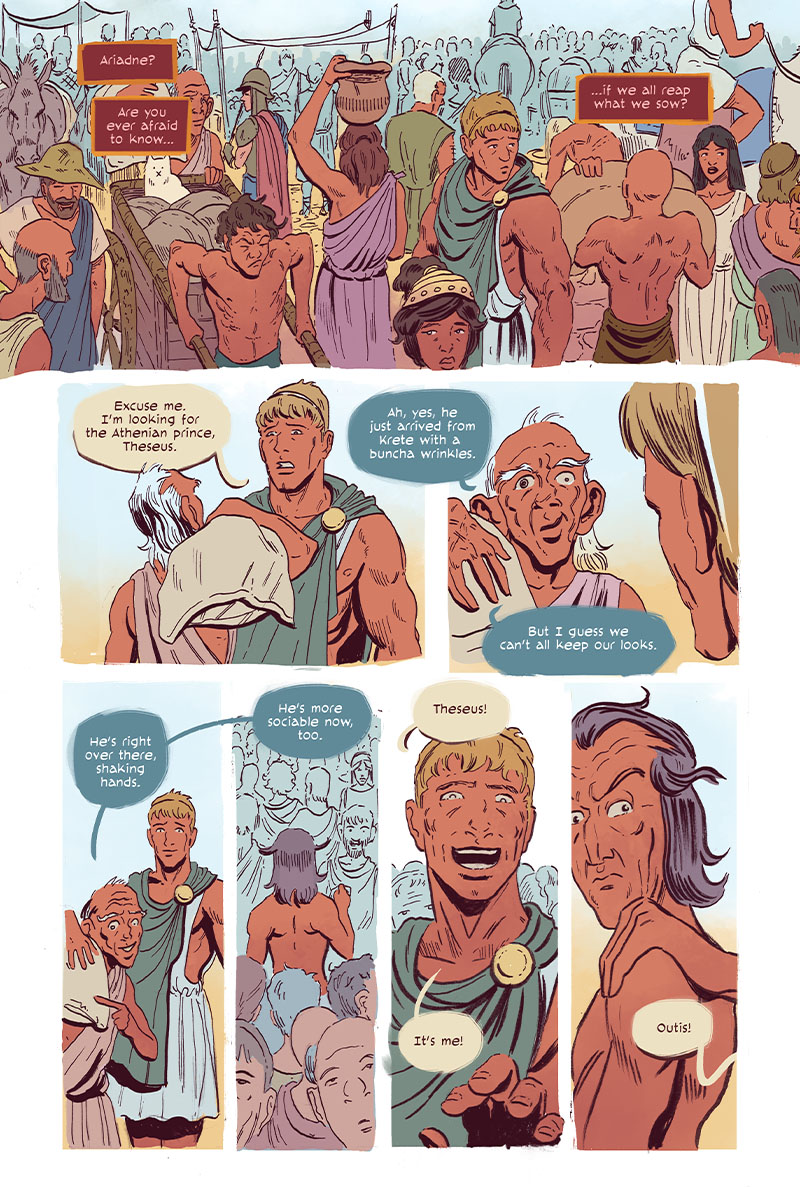 Ariadne?
Are you
ever afraid
to know...
...if we all reap
what we sow?
Excuse me.
I'm looking for
the Athenian prince,
Theseus.
Ah, yes, he
just arrived from
Krete with a
buncha wrinkles.
But I guess we
can't all keep our looks.
He's right
over there,
shaking
hands.
He's more
sociable now,
too.
Theseus!
It's me!
Outis!